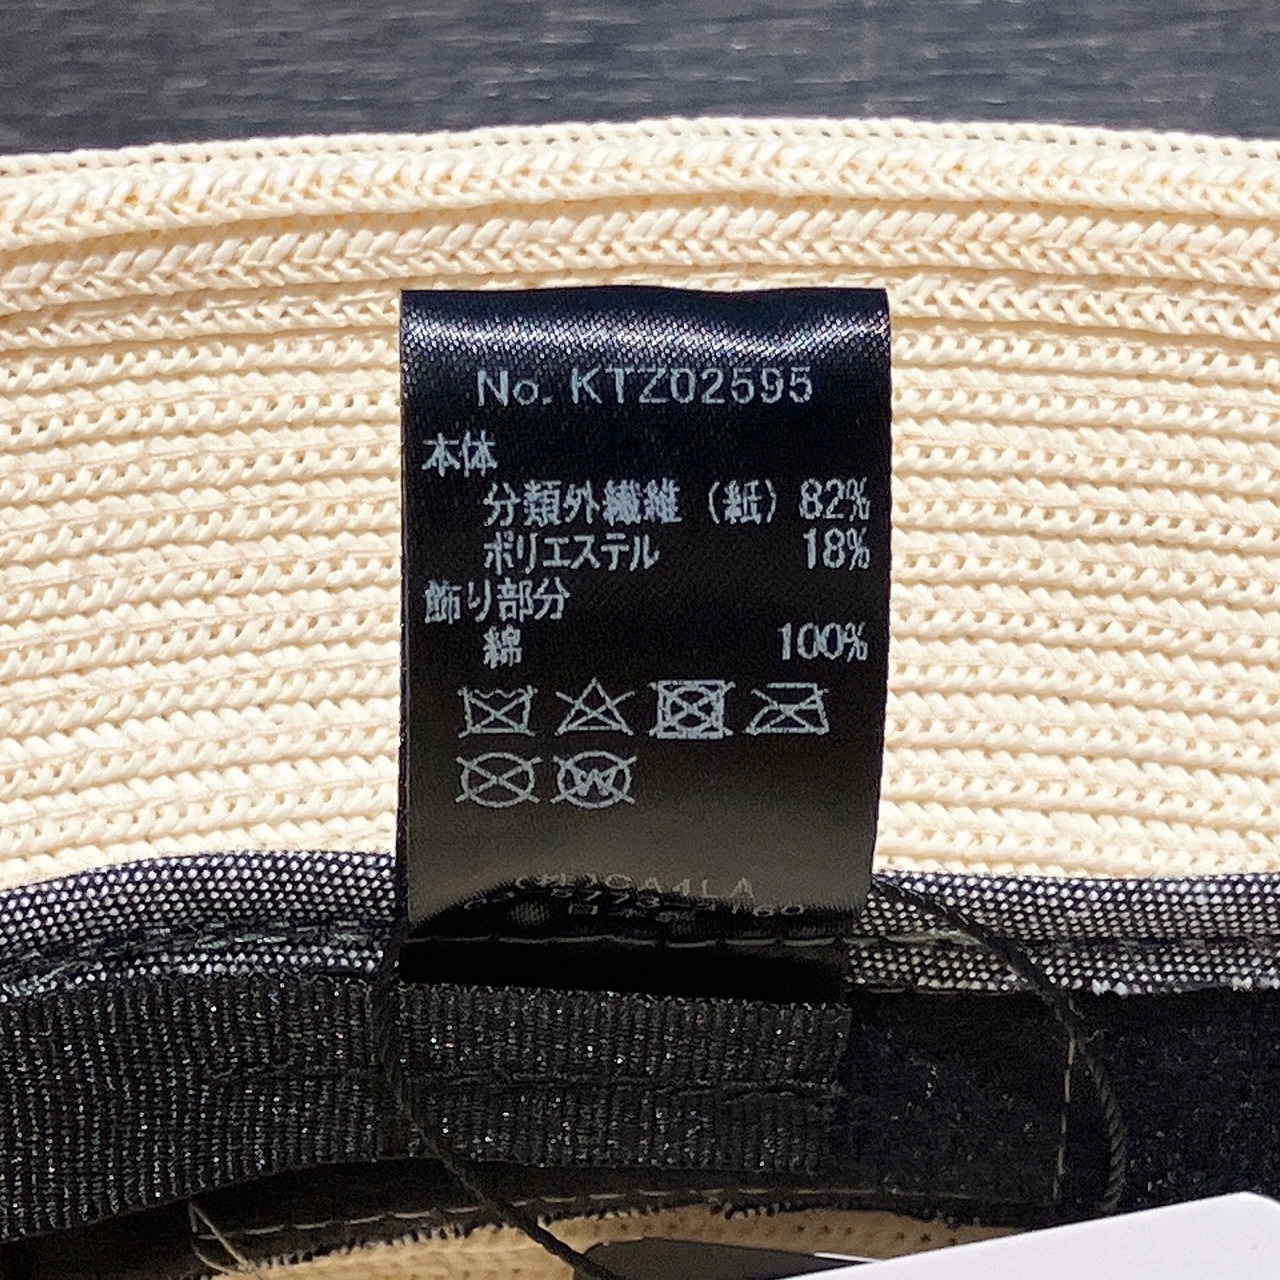 No. KTZ02595
本体
分類外繊維（紙）82%
ポリエステル 18%
飾り部分
綿 100%
W